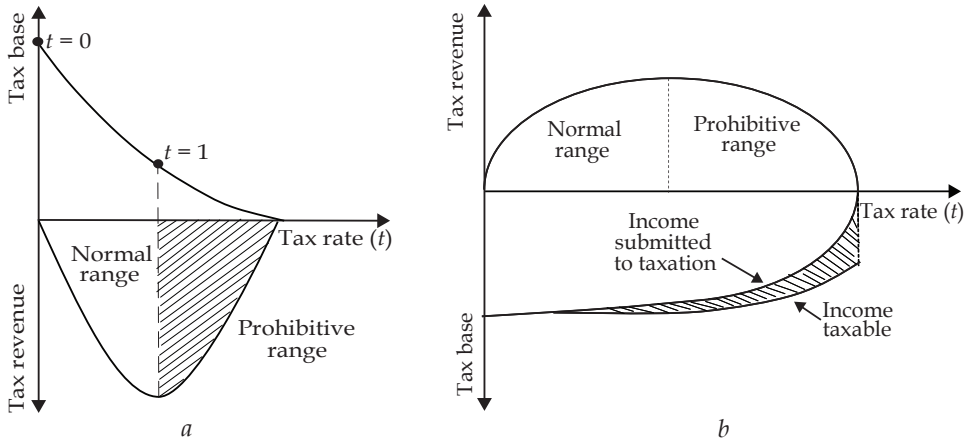 Tax base
t = 0
t = 1
Tax rate (t)
Normal
range
Prohibitive
range
Tax revenue
a
Tax revenue
Normal
range
Prohibitive
range
Tax rate (t)
Income
submitted
to taxation
Income
taxable
Tax base
b